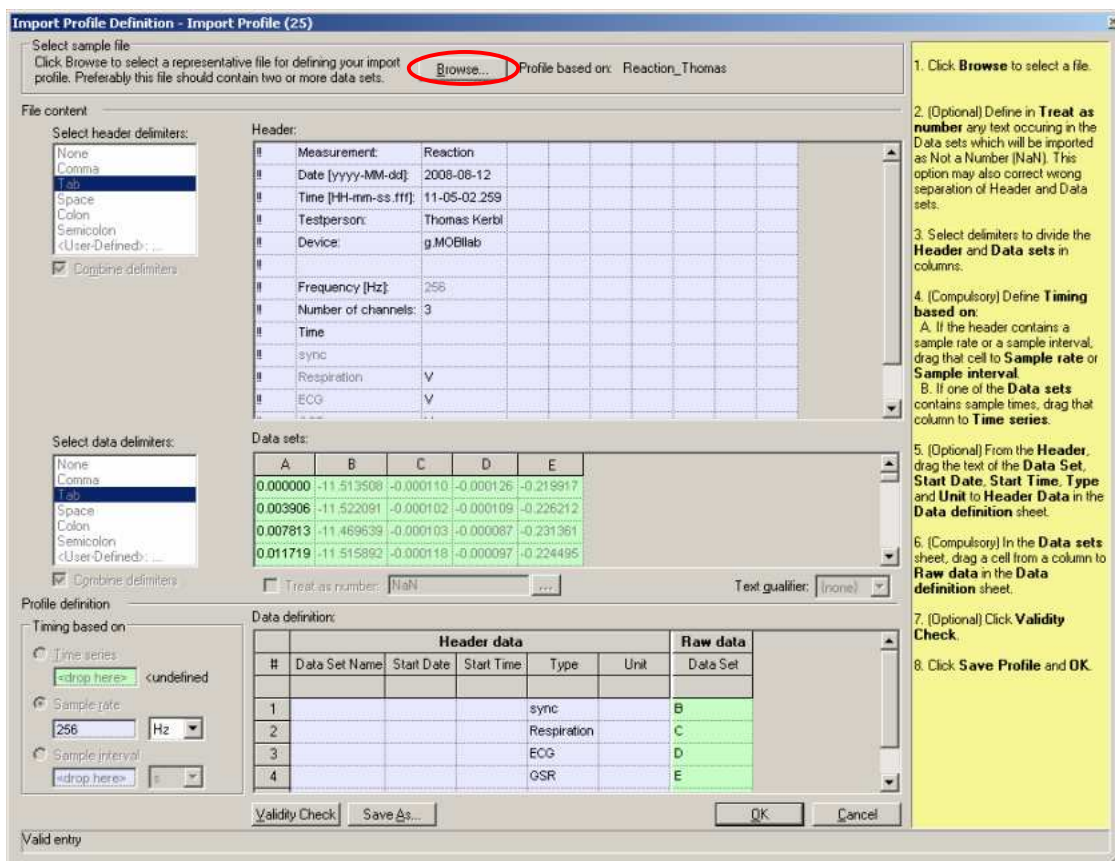 Import Profile Definition - Import Profile (25)
Select sample file
Click Browse to select a representative file for defining your import
profile. Preferably this file should contain two or more data sets.
Browse...
Profile based on: Reaction_Thomas
File content
Select header delimiters:
None
Comma
Tab
Space
Colon
Semicolon
<User-Defined>: ...
Combine delimiters
Header:
!! Measurement: Reaction
!! Date [yyyy-MM-dd]: 2008-08-12
!! Time [HH-mm-ss.fff]: 11-05-02.259
!! Testperson: Thomas Kerbl
!! Device: g.MOBIlab
!!
!! Frequency [Hz]: 256
!! Number of channels: 3
!! Time
!! sync
!! Respiration V
!! ECG V
Select data delimiters:
None
Comma
Tab
Space
Colon
Semicolon
<User-Defined>: ...
Combine delimiters
Data sets:
A B C D E
0.000000 -11.513508 -0.000110 -0.000126 -0.219917
0.003906 -11.522091 -0.000102 -0.000109 -0.226212
0.007813 -11.469639 -0.000103 -0.000087 -0.231361
0.011719 -11.515892 -0.000118 -0.000097 -0.224495
Treat as number: NaN ...
Text qualifier: (none)
Profile definition
Timing based on
Time series
<drop here> <undefined
Sample rate
256 Hz
Sample interval
<drop here> s
Data definition:
Header data Raw data
# Data Set Name Start Date Start Time Type Unit Data Set
1 sync B
2 Respiration C
3 ECG D
4 GSR E
Validity Check Save As... OK Cancel
Valid entry
1. Click Browse to select a file.
2. (Optional) Define in Treat as
number any text occuring in the
Data sets which will be imported
as Not a Number (NaN). This
option may also correct wrong
separation of Header and Data
sets.
3. Select delimiters to divide the
Header and Data sets in
columns.
4. (Compulsory) Define Timing
based on:
A. If the header contains a
sample rate or a sample interval,
drag that cell to Sample rate or
Sample interval.
B. If one of the Data sets
contains sample times, drag that
column to Time series.
5. (Optional) From the Header,
drag the text of the Data Set,
Start Date, Start Time, Type
and Unit to Header Data in the
Data definition sheet.
6. (Compulsory) In the Data sets
sheet, drag a cell from a column to
Raw data in the Data
definition sheet.
7. (Optional) Click Validity
Check.
8. Click Save Profile and OK.